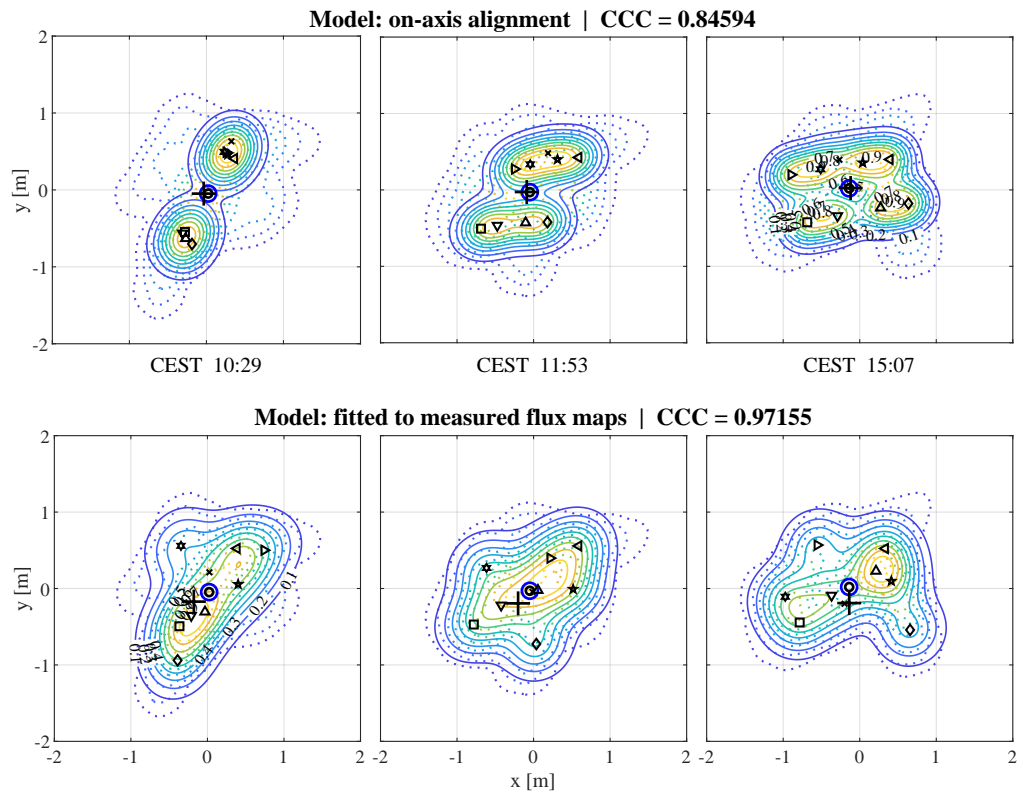 Model: on-axis alignment | CCC = 0.84594
2
1
0
-1
-2
y [m]
0.9
0.2
0.1
CEST 10:29
CEST 11:53
CEST 15:07
Model: fitted to measured flux maps | CCC = 0.97155
2
1
0
-1
-2
y [m]
0.1
0.2
0.3
0.4
-2 -1 0 1 2
-1 0 1 2
-1 0 1 2
x [m]